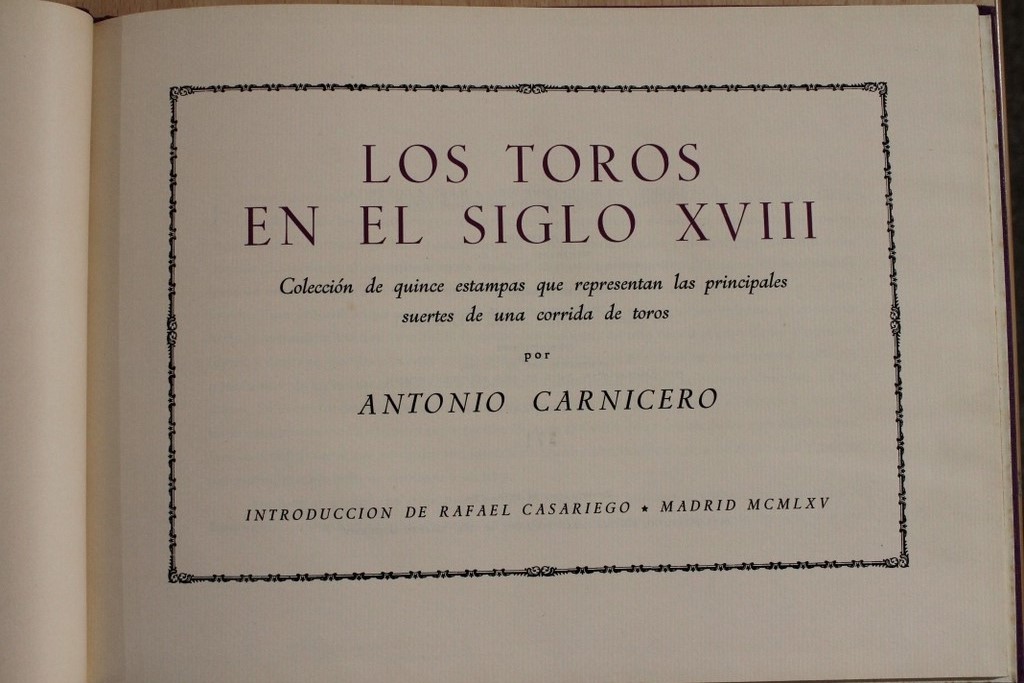 LOS TOROS
EN EL SIGLO XVIII
Colección de quince estampas que representan las principales
suertes de una corrida de toros
por
ANTONIO CARNICERO
INTRODUCCION DE RAFAEL CASARIEGO ★ MADRID MCMLXV